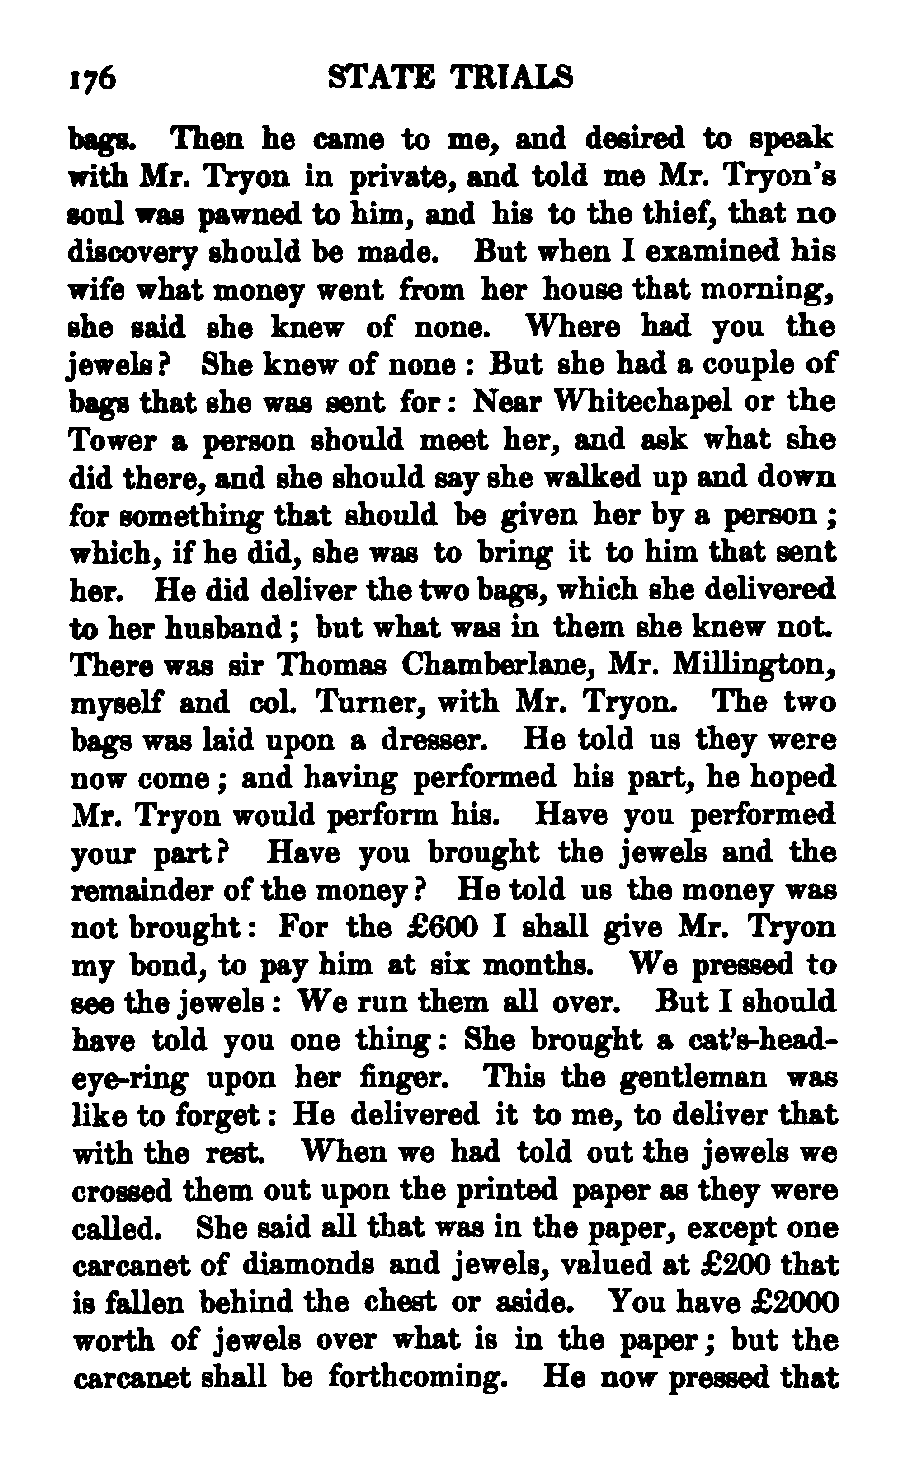 176 STATE TRIALS
bags. Then he came to me, and desired to speak
with Mr. Tryon in private, and told me Mr. Tryon's
soul was pawned to him, and his to the thief, that no
discovery should be made. But when I examined his
wife what money went from her house that morning,
she said she knew of none. Where had you the
jewels? She knew of none : But she had a couple of
bags that she was sent for : Near Whitechapel or the
Tower a person should meet her, and ask what she
did there, and she should say she walked up and down
for something that should be given her by a person ;
which, if he did, she was to bring it to him that sent
her. He did deliver the two bags, which she delivered
to her husband ; but what was in them she knew not.
There was sir Thomas Chamberlane, Mr. Millington,
myself and col. Turner, with Mr. Tryon. The two
bags was laid upon a dresser. He told us they were
now come ; and having performed his part, he hoped
Mr. Tryon would perform his. Have you performed
your part? Have you brought the jewels and the
remainder of the money? He told us the money was
not brought : For the £600 I shall give Mr. Tryon
my bond, to pay him at six months. We pressed to
see the jewels : We run them all over. But I should
have told you one thing : She brought a cat's-head-
eye-ring upon her finger. This the gentleman was
like to forget : He delivered it to me, to deliver that
with the rest. When we had told out the jewels we
crossed them out upon the printed paper as they were
called. She said all that was in the paper, except one
carcanet of diamonds and jewels, valued at £200 that
is fallen behind the chest or aside. You have £2000
worth of jewels over what is in the paper ; but the
carcanet shall be forthcoming. He now pressed that